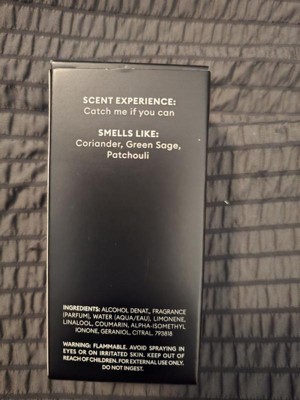 SCENT EXPERIENCE:
Catch me if you can
SMELLS LIKE:
Coriander, Green Sage,
Patchouli
INGREDIENTS: ALCOHOL DENAT., FRAGRANCE
(PARFUM), WATER (AQUA/EAU), LIMONENE,
LINALOOL, COUMARIN, ALPHA-ISOMETHYL
IONONE, GERANIOL, CITRAL. 793818
WARNING: FLAMMABLE. AVOID SPRAYING IN
EYES OR ON IRRITATED SKIN. KEEP OUT OF
REACH OF CHILDREN. FOR EXTERNAL USE ONLY.
DO NOT INGEST.